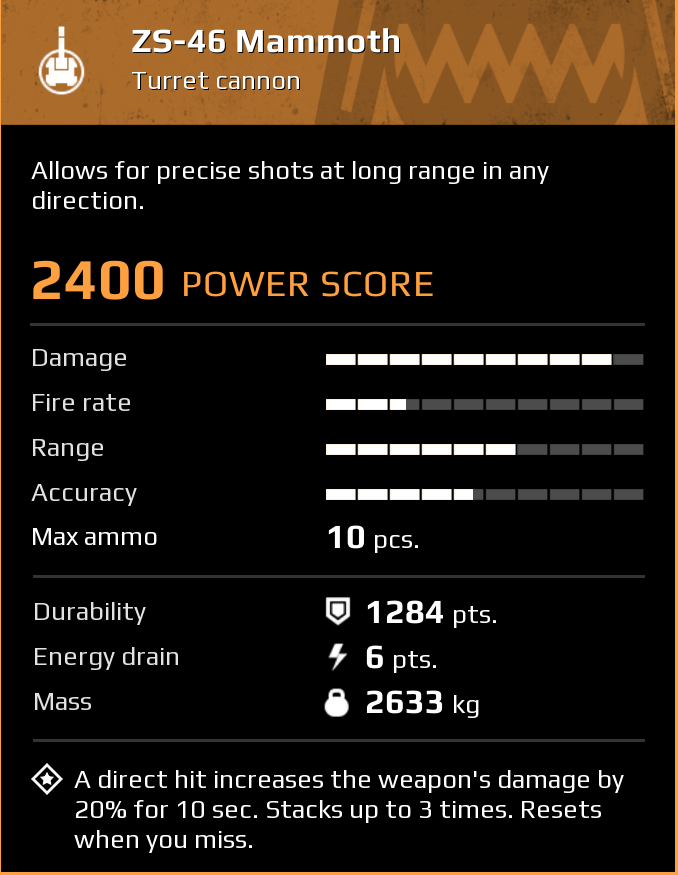 ZS-46 Mammoth
Turret cannon
Allows for precise shots at long range in any
direction.
2400 POWER SCORE
Damage
Fire rate
Range
Accuracy
Max ammo 10 pcs.
Durability 1284 pts.
Energy drain 6 pts.
Mass 2633 kg
A direct hit increases the weapon's damage by
20% for 10 sec. Stacks up to 3 times. Resets
when you miss.